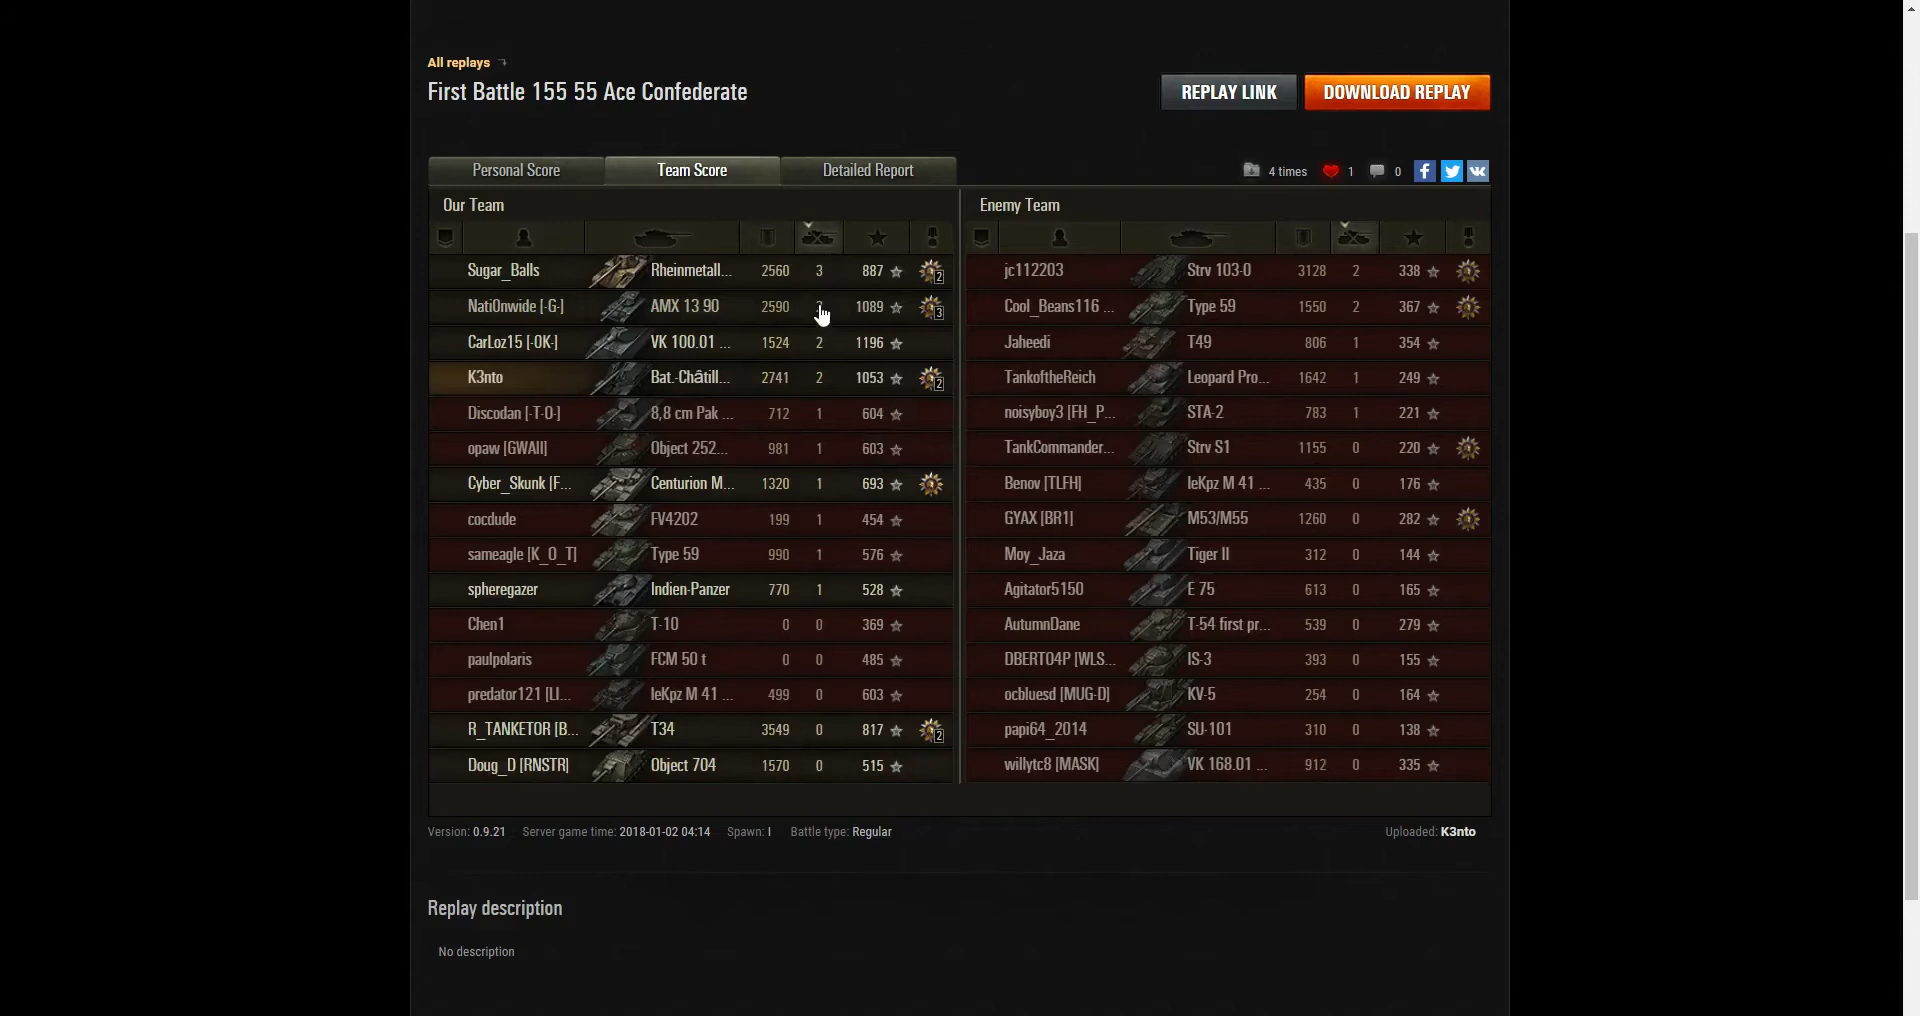 All replays
First Battle 155 55 Ace Confederate
REPLAY LINK
DOWNLOAD REPLAY
Personal Score
Team Score
Detailed Report
4 times
1
0
Our Team
Sugar_Balls Rheinmetall... 2560 3 887 2
Nati0nwide [-G-] AMX 13 90 2590 1089 3
CarLoz15 [-OK-] VK 100.01 ... 1524 2 1196
K3nto Bat.-Châtill... 2741 2 1053 2
Discodan [-T-O-] 8,8 cm Pak ... 712 1 604
opaw [GWAII] Object 252... 981 1 603
Cyber_Skunk [F... Centurion M... 1320 1 693
cocdude FV4202 199 1 454
sameagle [K_O_T] Type 59 990 1 576
spheregazer Indien-Panzer 770 1 528
Chen1 T-10 0 0 369
paulpolaris FCM 50 t 0 0 485
predator121 [LI... leKpz M 41 ... 499 0 603
R_TANKETOR [B... T34 3549 0 817 2
Doug_D [RNSTR] Object 704 1570 0 515
Enemy Team
jc112203 Strv 103-0 3128 2 338
Cool_Beans116 ... Type 59 1550 2 367
Jaheedi T49 806 1 354
TankoftheReich Leopard Pro... 1642 1 249
noisyboy3 [FH_P... STA-2 783 1 221
TankCommander... Strv S1 1155 0 220
Benov [TLFH] leKpz M 41 ... 435 0 176
GYAX [BR1] M53/M55 1260 0 282
Moy_Jaza Tiger II 312 0 144
Agitator5150 E 75 613 0 165
AutumnDane T-54 first pr... 539 0 279
DBERT04P [WLS... IS-3 393 0 155
ocbluesd [MUG-D] KV-5 254 0 164
papi64_2014 SU-101 310 0 138
willytc8 [MASK] VK 168.01 ... 912 0 335
Version: 0.9.21 Server game time: 2018-01-02 04:14 Spawn: I Battle type: Regular
Uploaded: K3nto
Replay description
No description